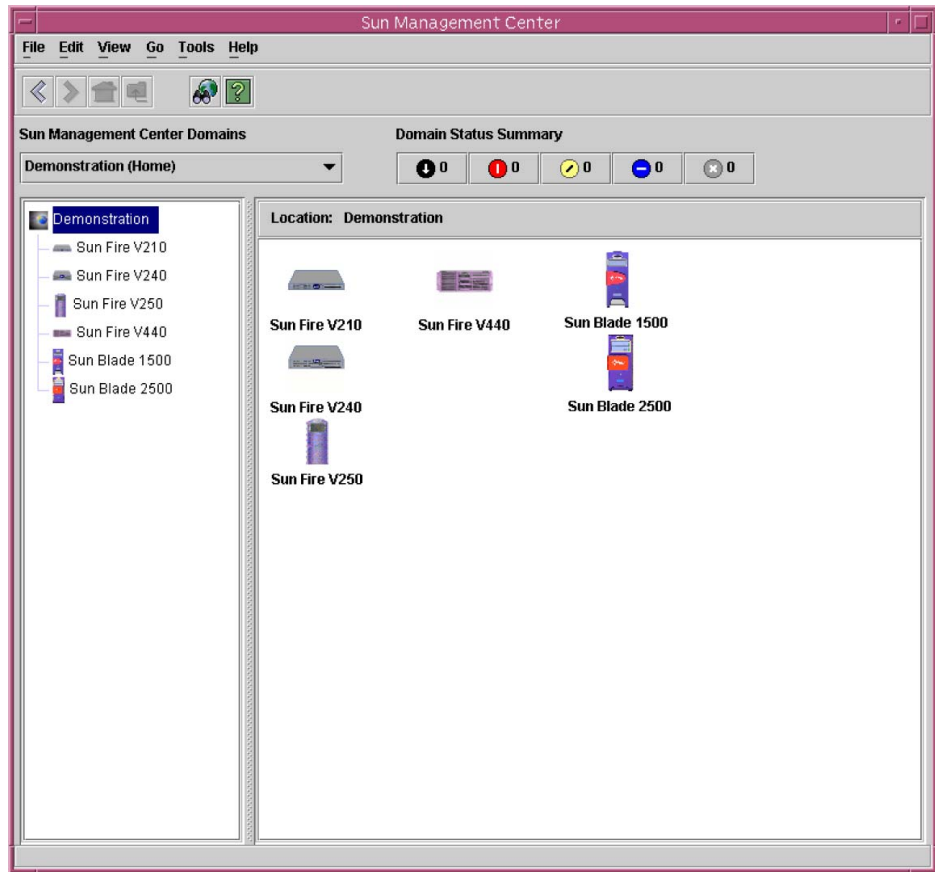 Sun Management Center
File Edit View Go Tools Help
Sun Management Center Domains
Domain Status Summary
Demonstration (Home)
0 0 0 0 0
Demonstration
Sun Fire V210
Sun Fire V240
Sun Fire V250
Sun Fire V440
Sun Blade 1500
Sun Blade 2500
Location: Demonstration
Sun Fire V210 Sun Fire V440 Sun Blade 1500
Sun Fire V240 Sun Blade 2500
Sun Fire V250